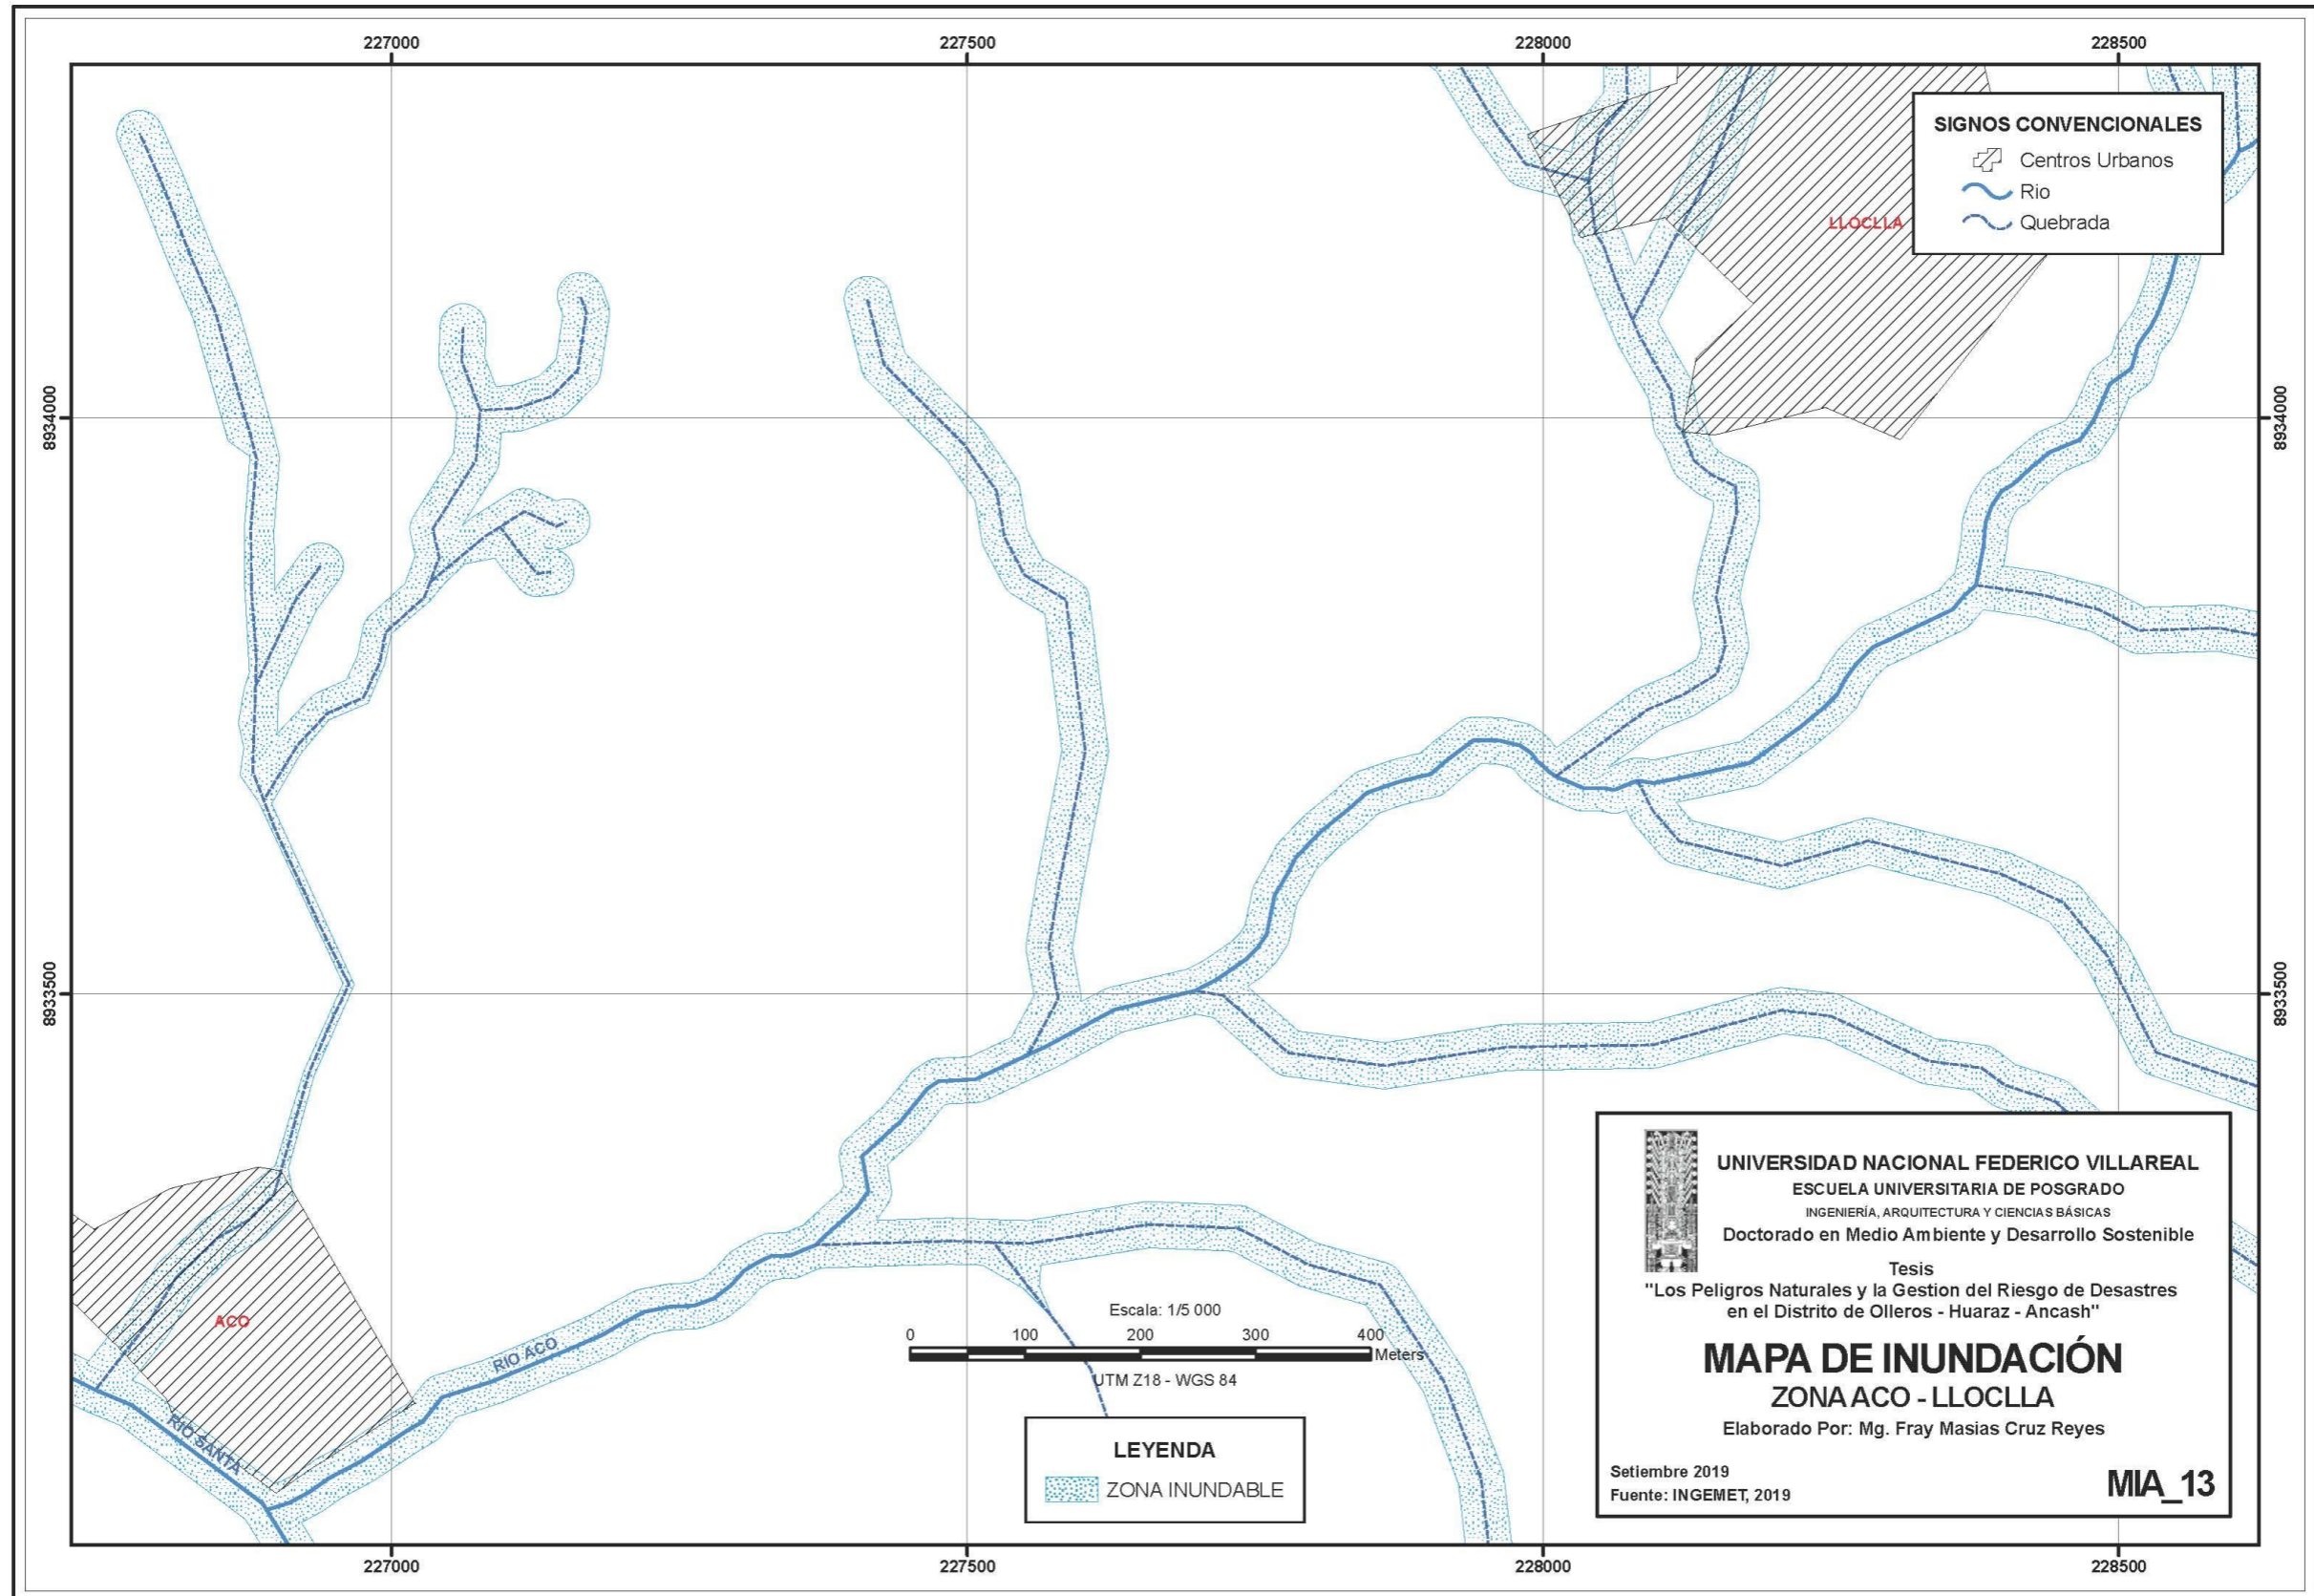 227000
227500
228000
228500
SIGNOS CONVENCIONALES
Centros Urbanos
Rio
Quebrada
LLOCLLA
8934000
8934000
8933500
8933500
ACO
RIO ACO
RIO SANTA
Escala: 1/5 000
0 100 200 300 400
Meters
UTM Z18 - WGS 84
LEYENDA
ZONA INUNDABLE
UNIVERSIDAD NACIONAL FEDERICO VILLAREAL
ESCUELA UNIVERSITARIA DE POSGRADO
INGENIERÍA, ARQUITECTURA Y CIENCIAS BÁSICAS
Doctorado en Medio Ambiente y Desarrollo Sostenible
Tesis
"Los Peligros Naturales y la Gestion del Riesgo de Desastres
en el Distrito de Olleros - Huaraz - Ancash"
MAPA DE INUNDACIÓN
ZONA ACO - LLOCLLA
Elaborado Por: Mg. Fray Masias Cruz Reyes
Setiembre 2019
Fuente: INGEMET, 2019
MIA_13
227000
227500
228000
228500